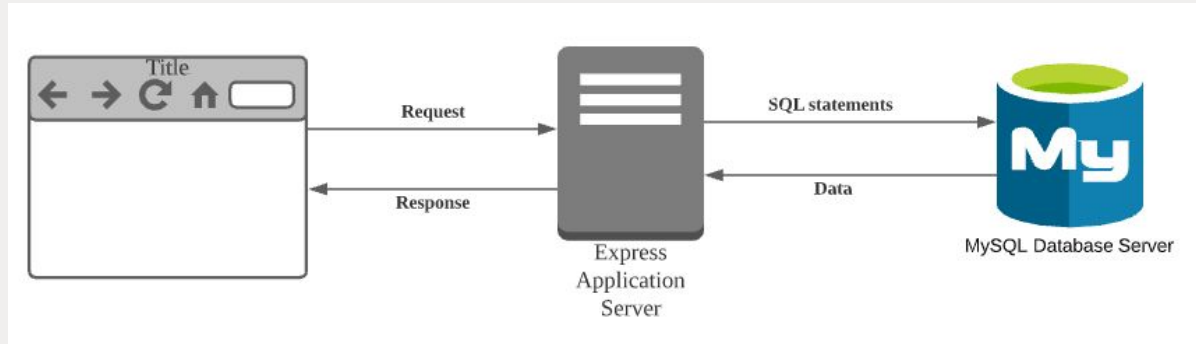 Title
Request
Response
Express
Application
Server
SQL statements
Data
My
MySQL Database Server